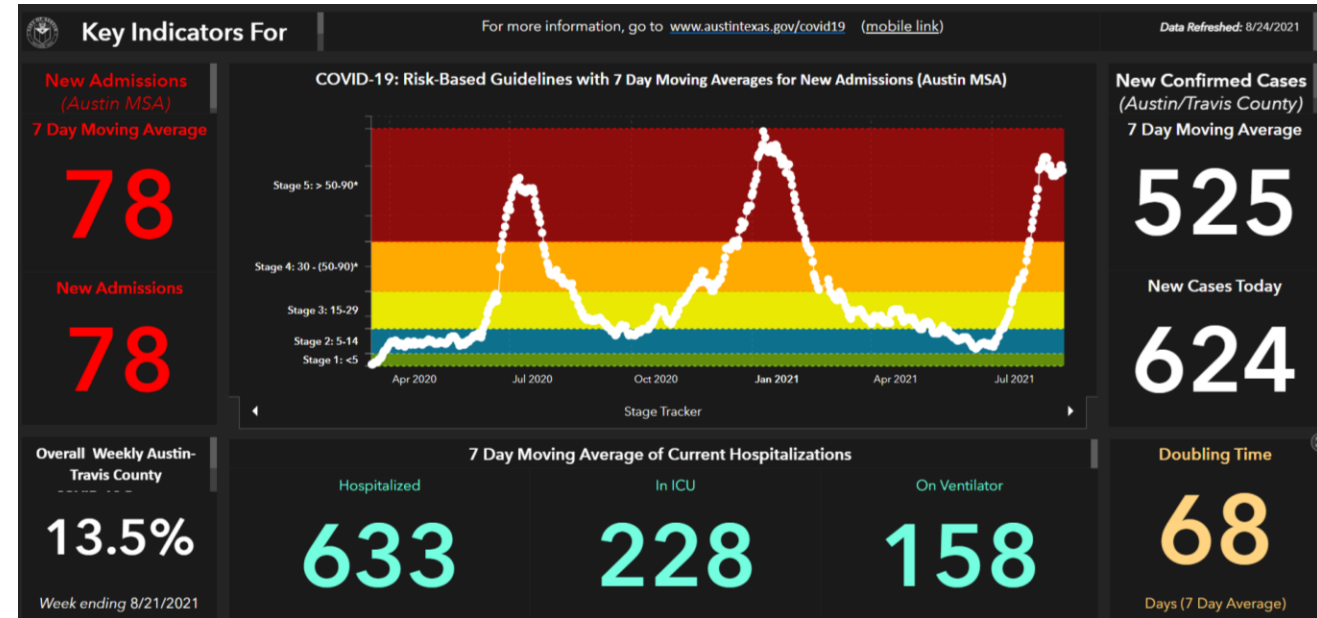 Key Indicators For
For more information, go to www.austintexas.gov/covid19 (mobile link)
Data Refreshed: 8/24/2021
New Admissions
(Austin MSA)
7 Day Moving Average
78
New Admissions
78
COVID-19: Risk-Based Guidelines with 7 Day Moving Averages for New Admissions (Austin MSA)
Stage 5: > 50-90*
Stage 4: 30 - (50-90)*
Stage 3: 15-29
Stage 2: 5-14
Stage 1: <5
Apr 2020
Jul 2020
Oct 2020
Jan 2021
Apr 2021
Jul 2021
Stage Tracker
New Confirmed Cases
(Austin/Travis County)
7 Day Moving Average
525
New Cases Today
624
Overall Weekly Austin-
Travis County
13.5%
Week ending 8/21/2021
7 Day Moving Average of Current Hospitalizations
Hospitalized
633
In ICU
228
On Ventilator
158
Doubling Time
68
Days (7 Day Average)